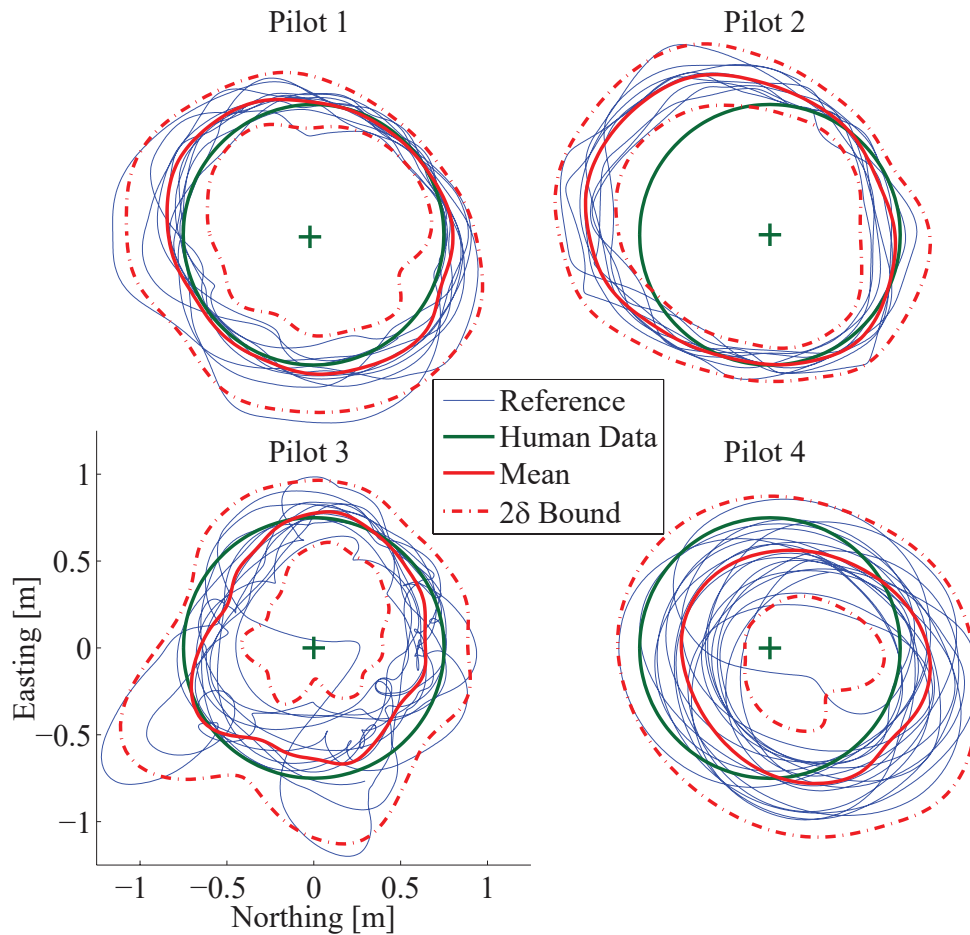 Pilot 1
Pilot 2
Reference
Human Data
Mean
2δ Bound
Pilot 3
Pilot 4
1
0.5
0
−0.5
−1
Easting [m]
−1
−0.5
0
0.5
1
Northing [m]